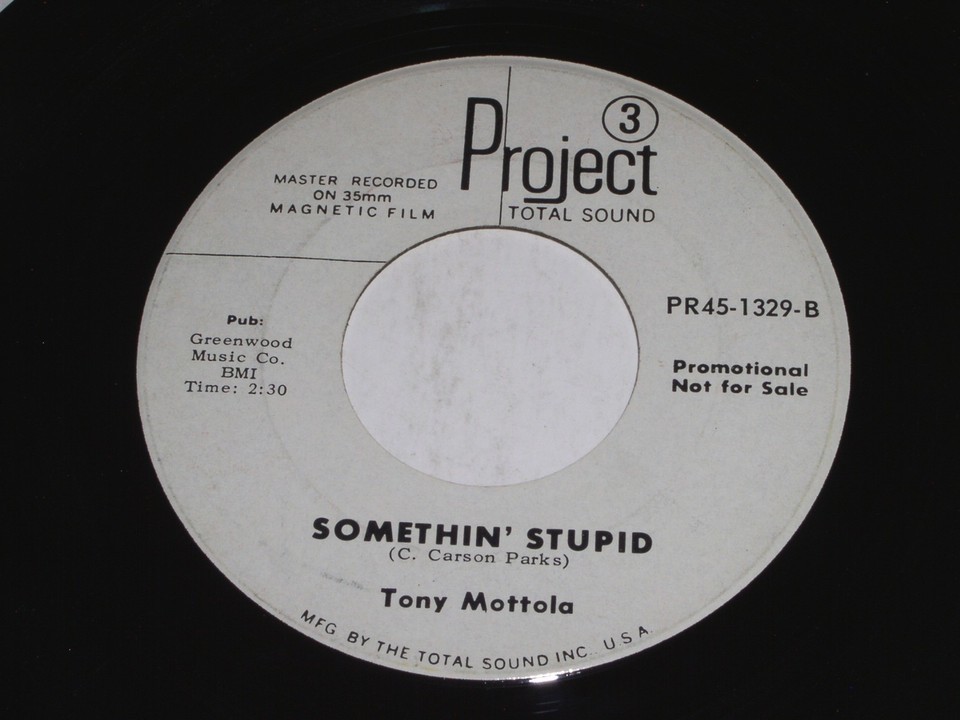 3
Project
TOTAL SOUND
MASTER RECORDED
ON 35mm
MAGNETIC FILM
PR45-1329-B
Pub:
Greenwood
Music Co.
BMI
Time: 2:30
Promotional
Not for Sale
SOMETHIN' STUPID
(C. Carson Parks)
Tony Mottola
MFG BY THE TOTAL SOUND INC. U.S.A.